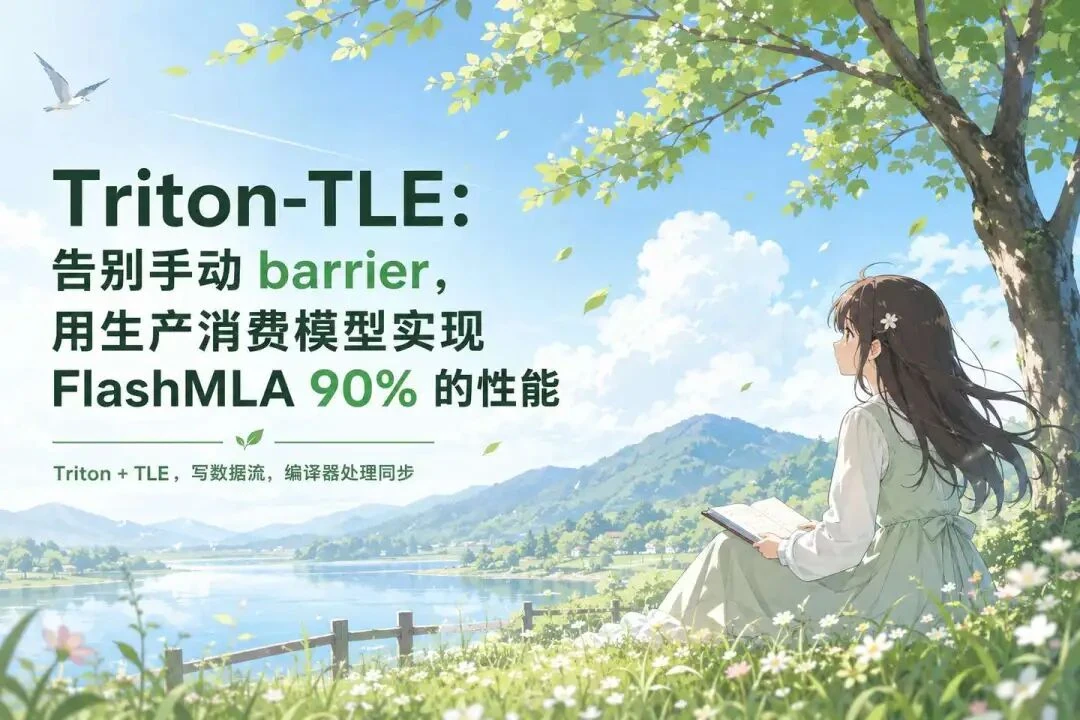 Triton-TLE:
告别手动 barrier,
用生产消费模型实现
FlashMLA 90% 的性能
Triton + TLE，写数据流，编译器处理同步